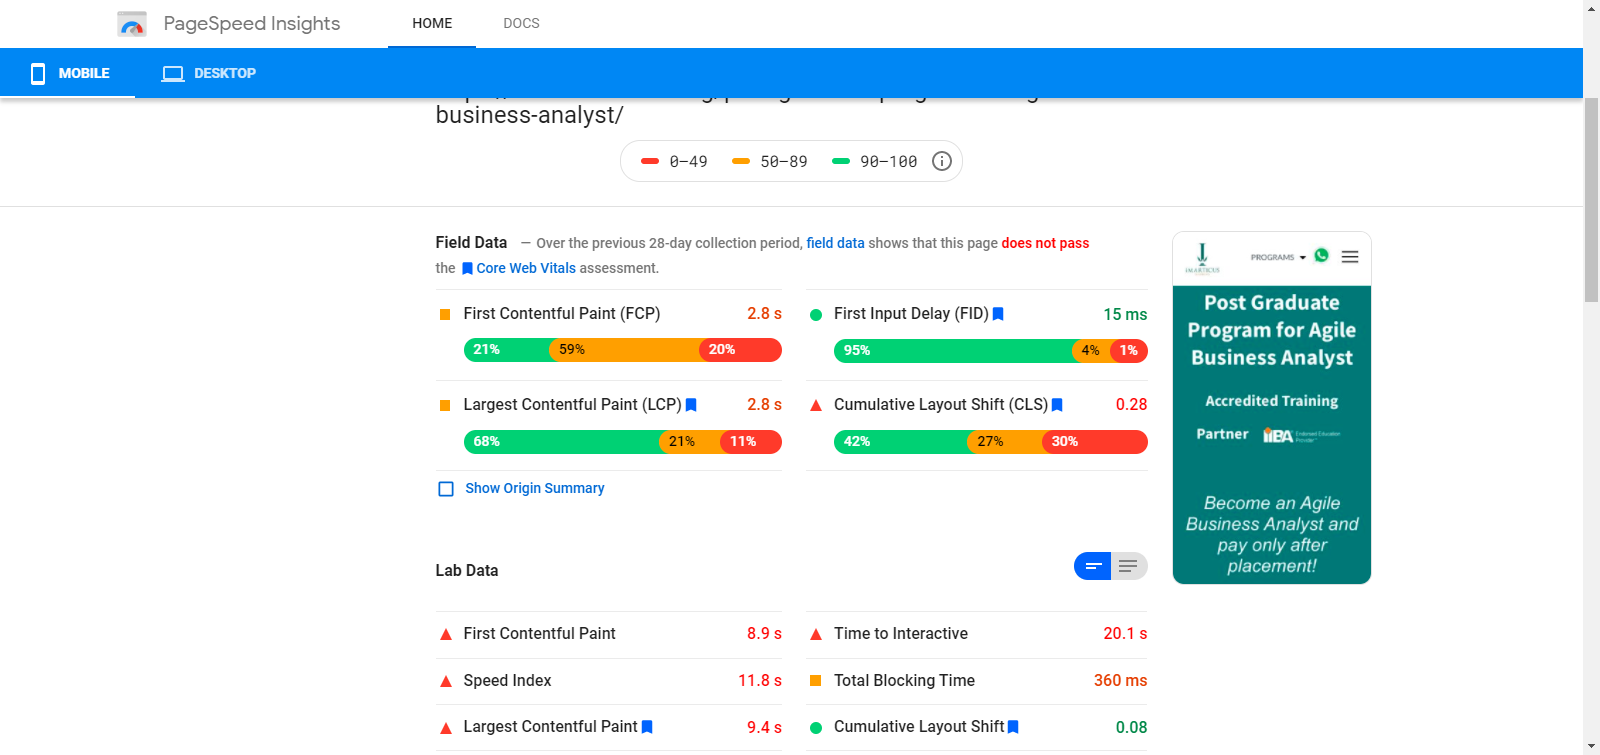 PageSpeed Insights
HOME
DOCS
MOBILE
DESKTOP
business-analyst/
0–49
50–89
90–100
Field Data — Over the previous 28-day collection period, field data shows that this page does not pass
the Core Web Vitals assessment.
First Contentful Paint (FCP) 2.8 s
21% 59% 20%
First Input Delay (FID) 15 ms
95% 4% 1%
Largest Contentful Paint (LCP) 2.8 s
68% 21% 11%
Cumulative Layout Shift (CLS) 0.28
42% 27% 30%
Show Origin Summary
PROGRAMS
Post Graduate
Program for Agile
Business Analyst
Accredited Training
Partner IIBA Endorsed Education
Provider
Become an Agile
Business Analyst and
pay only after
placement!
Lab Data
First Contentful Paint 8.9 s
Time to Interactive 20.1 s
Speed Index 11.8 s
Total Blocking Time 360 ms
Largest Contentful Paint 9.4 s
Cumulative Layout Shift 0.08